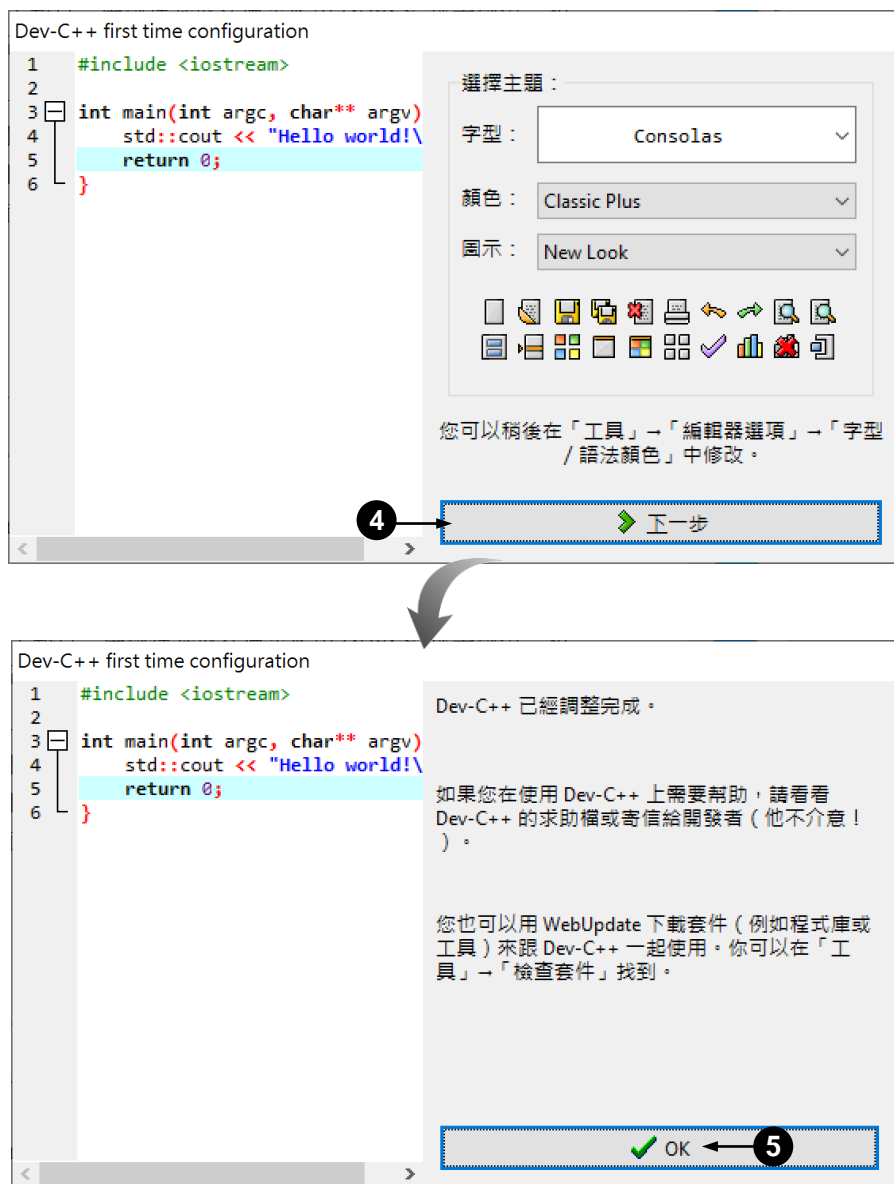 Dev-C++ first time configuration
1 #include <iostream>
2
3 int main(int argc, char** argv)
4 std::cout << "Hello world!\
5 return 0;
6 }
選擇主題：
字型： Consolas
顏色： Classic Plus
圖示： New Look
您可以稍後在「工具」→「編輯器選項」→「字型
/ 語法顏色」中修改。
4
下一步
Dev-C++ first time configuration
1 #include <iostream>
2
3 int main(int argc, char** argv)
4 std::cout << "Hello world!\
5 return 0;
6 }
Dev-C++ 已經調整完成。
如果您在使用 Dev-C++ 上需要幫助，請看看
Dev-C++ 的求助檔或寄信給開發者（他不介意！
）。
您也可以用 WebUpdate 下載套件（例如程式庫或
工具）來跟 Dev-C++ 一起使用。你可以在「工
具」→「檢查套件」找到。
OK
5